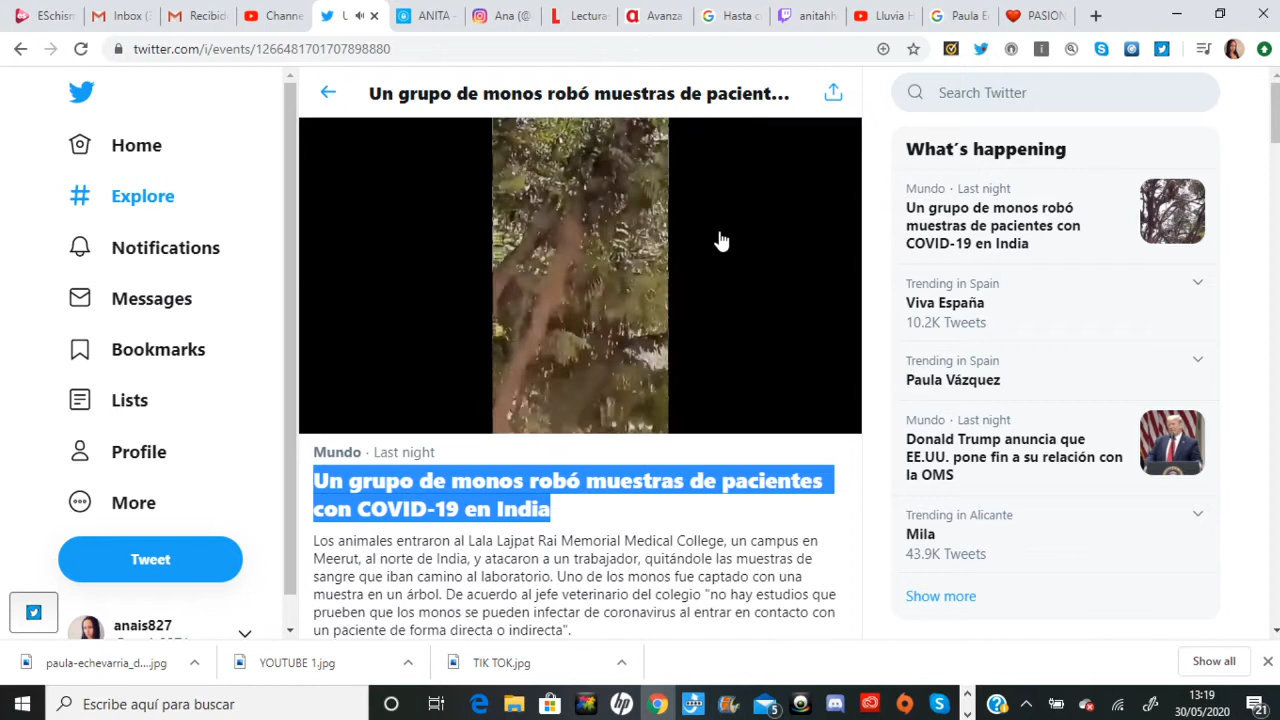 ESchism
Inbox (
Recibid
Channe
ANITA -
Ana (@
Lecturas
Avanza
Hasta c
anitahh
Lluvia H
Paula E
PASION
twitter.com/i/events/1266481701707898880
Un grupo de monos robó muestras de pacient...
Search Twitter
Home
Explore
Notifications
Messages
Bookmarks
Lists
Profile
More
Tweet
anais827
Mundo · Last night
Un grupo de monos robó muestras de pacientes
con COVID-19 en India
Los animales entraron al Lala Lajpat Rai Memorial Medical College, un campus en
Meerut, al norte de India, y atacaron a un trabajador, quitándole las muestras de
sangre que iban camino al laboratorio. Uno de los monos fue captado con una
muestra en un árbol. De acuerdo al jefe veterinario del colegio "no hay estudios que
prueben que los monos se pueden infectar de coronavirus al entrar en contacto con
un paciente de forma directa o indirecta".
What's happening
Mundo · Last night
Un grupo de monos robó
muestras de pacientes con
COVID-19 en India
Trending in Spain
Viva España
10.2K Tweets
Trending in Spain
Paula Vázquez
Mundo · Last night
Donald Trump anuncia que
EE.UU. pone fin a su relación con
la OMS
Trending in Alicante
Mila
43.9K Tweets
Show more
paula-echevarria_d....jpg
YOUTUBE 1.jpg
TIK TOK.jpg
Show all
Escribe aquí para buscar
5
13:19
30/05/2020
21